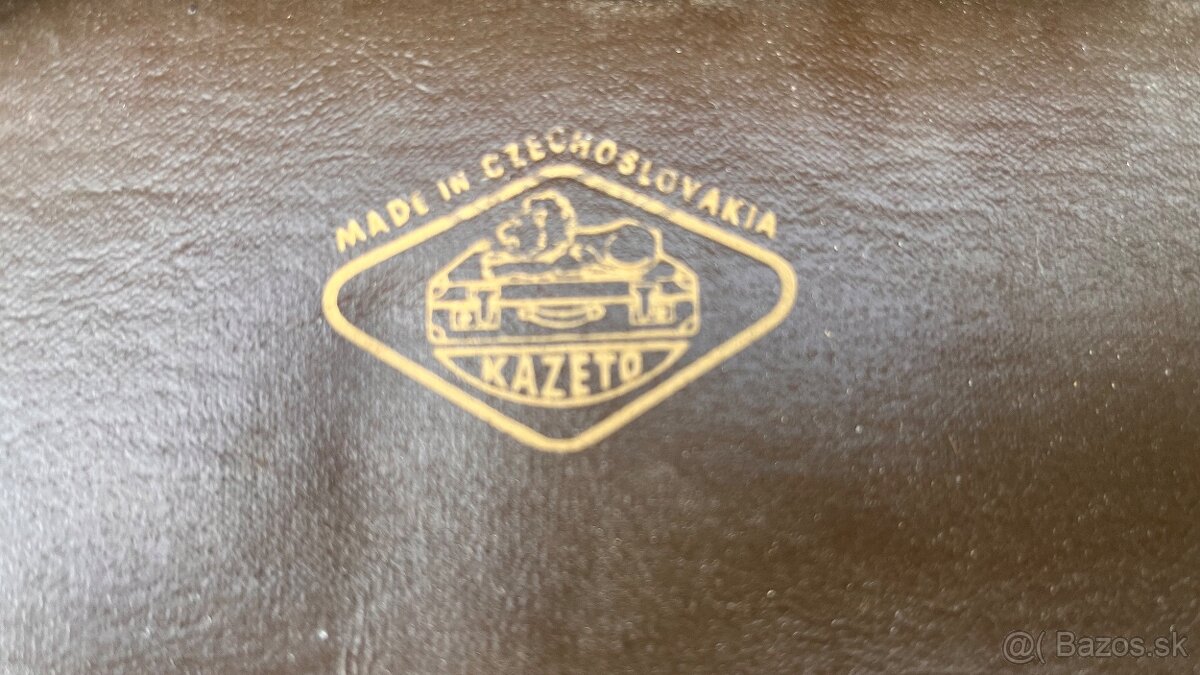 MADE IN CZECHOSLOVAKIA
KAZETO
@( Bazos.sk